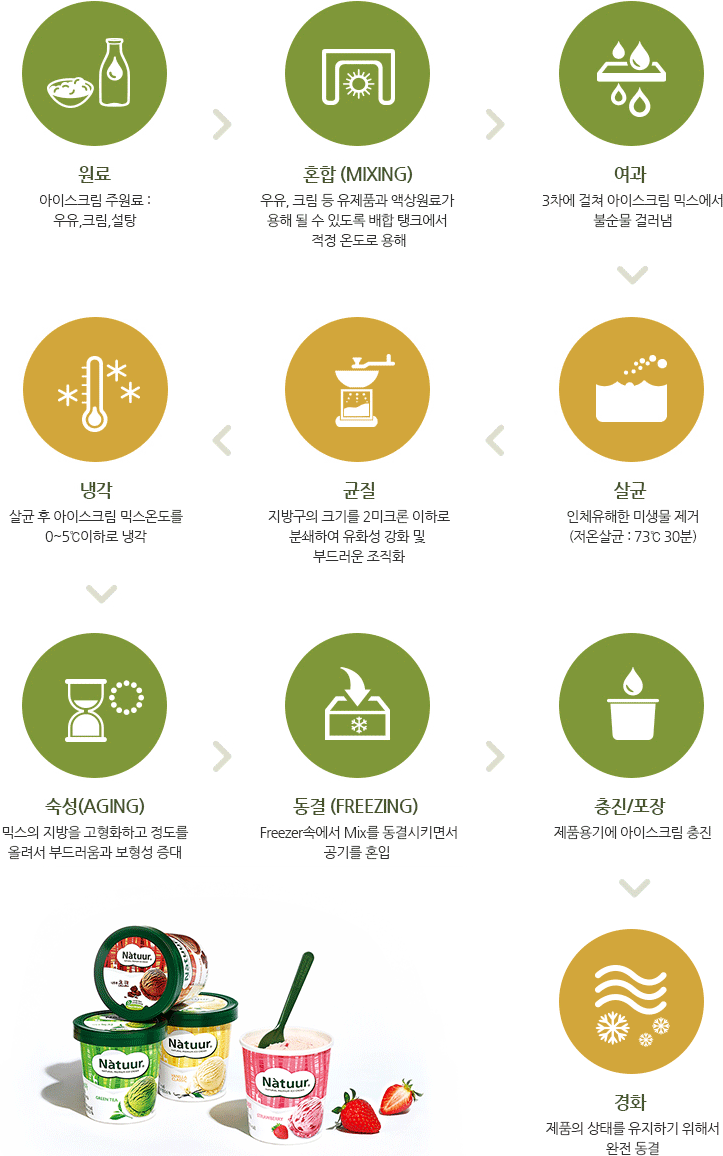 원료
아이스크림 주원료 :
우유,크림,설탕
혼합 (MIXING)
우유, 크림 등 유제품과 액상원료가
용해 될 수 있도록 배합 탱크에서
적정 온도로 용해
여과
3차에 걸쳐 아이스크림 믹스에서
불순물 걸러냄
살균
인체유해한 미생물 제거
(저온살균 : 73℃ 30분)
균질
지방구의 크기를 2미크론 이하로
분쇄하여 유화성 강화 및
부드러운 조직화
냉각
살균 후 아이스크림 믹스온도를
0~5℃이하로 냉각
숙성(AGING)
믹스의 지방을 고형화하고 정도를
올려서 부드러움과 보형성 증대
동결 (FREEZING)
Freezer속에서 Mix를 동결시키면서
공기를 혼입
충진/포장
제품용기에 아이스크림 충진
경화
제품의 상태를 유지하기 위해서
완전 동결
Nàtuur.
Nàtuur.
Nàtuur.
GREEN TEA
Nàtuur.
VANILLA
CLASSIC
Nàtuur.
STRAWBERRY